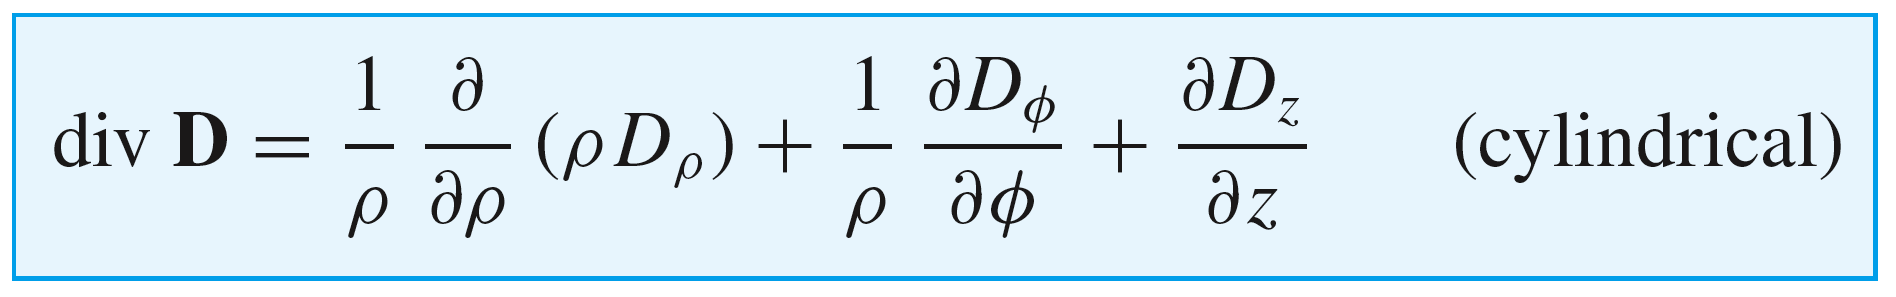 div D = 1/ρ ∂/∂ρ (ρD_ρ) + 1/ρ ∂D_ϕ/∂ϕ + ∂D_z/∂z (cylindrical)